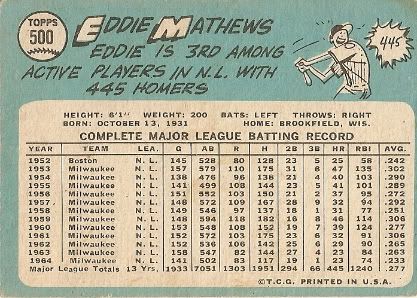 TOPPS
500
EDDIE MATHEWS
EDDIE IS 3RD AMONG
ACTIVE PLAYERS IN N.L. WITH
445 HOMERS
445
HEIGHT: 6'1" WEIGHT: 200 BATS: LEFT THROWS: RIGHT
BORN: OCTOBER 13, 1931 HOME: BROOKFIELD, WIS.
COMPLETE MAJOR LEAGUE BATTING RECORD
YEAR TEAM LEA. G AB R H 2B 3B HR RBI AVG.
1952 Boston N.L. 145 528 80 128 23 5 25 58 .242
1953 Milwaukee N.L. 157 579 110 175 31 8 47 135 .302
1954 Milwaukee N.L. 138 476 96 138 21 4 40 103 .290
1955 Milwaukee N.L. 141 499 108 144 23 5 41 101 .289
1956 Milwaukee N.L. 151 552 103 150 21 2 37 95 .272
1957 Milwaukee N.L. 148 572 109 167 28 9 32 94 .292
1958 Milwaukee N.L. 149 546 97 137 18 1 31 77 .251
1959 Milwaukee N.L. 148 594 118 182 16 8 46 114 .306
1960 Milwaukee N.L. 153 548 108 152 19 7 39 124 .277
1961 Milwaukee N.L. 152 572 103 175 23 6 32 91 .306
1962 Milwaukee N.L. 152 536 106 142 25 6 29 90 .265
1963 Milwaukee N.L. 158 547 82 144 27 4 23 84 .263
1964 Milwaukee N.L. 141 502 83 117 19 1 23 74 .233
Major League Totals 13 Yrs. 1933 7051 1303 1951 294 66 445 1240 .277
©T.C.G. PRINTED IN U.S.A.